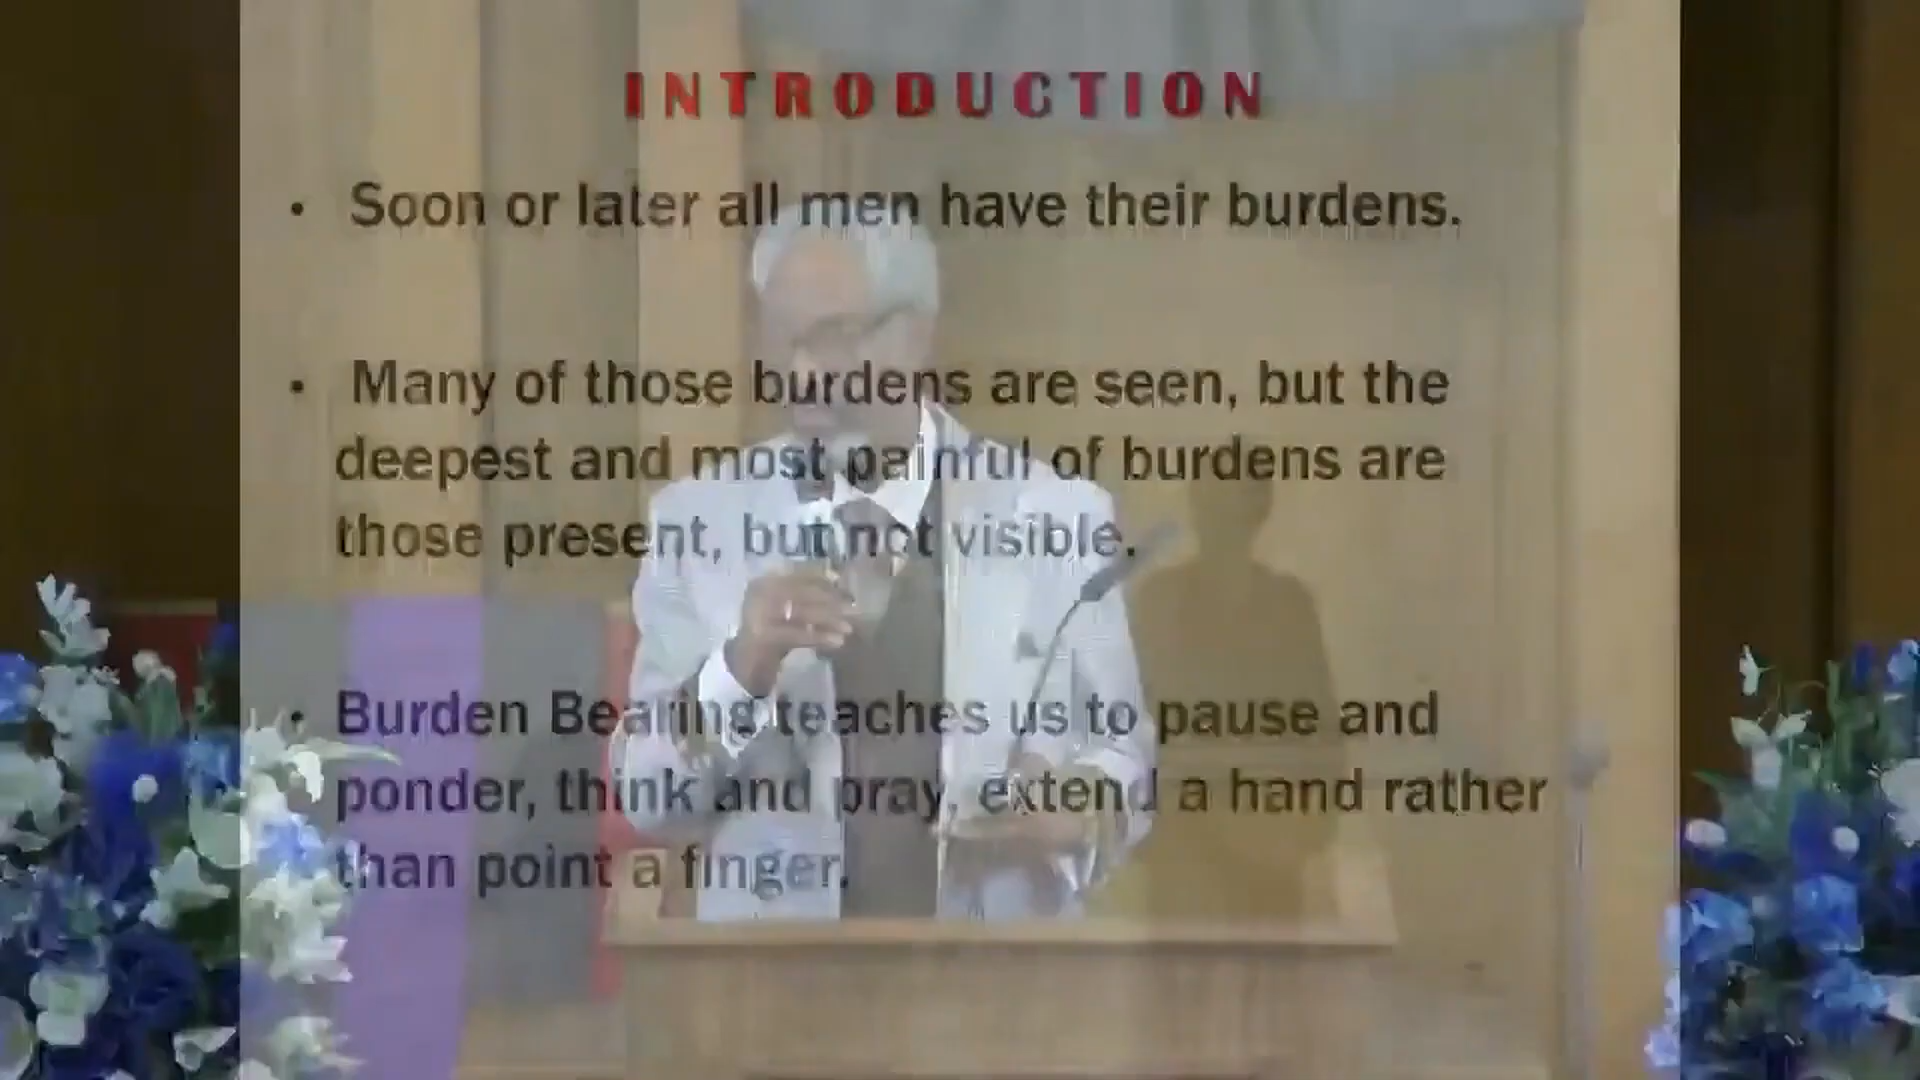 INTRODUCTION
• Soon or later all men have their burdens.
• Many of those burdens are seen, but the
deepest and most painful of burdens are
those present, but not visible.
• Burden Bearing teaches us to pause and
ponder, think and pray, extend a hand rather
than point a finger.